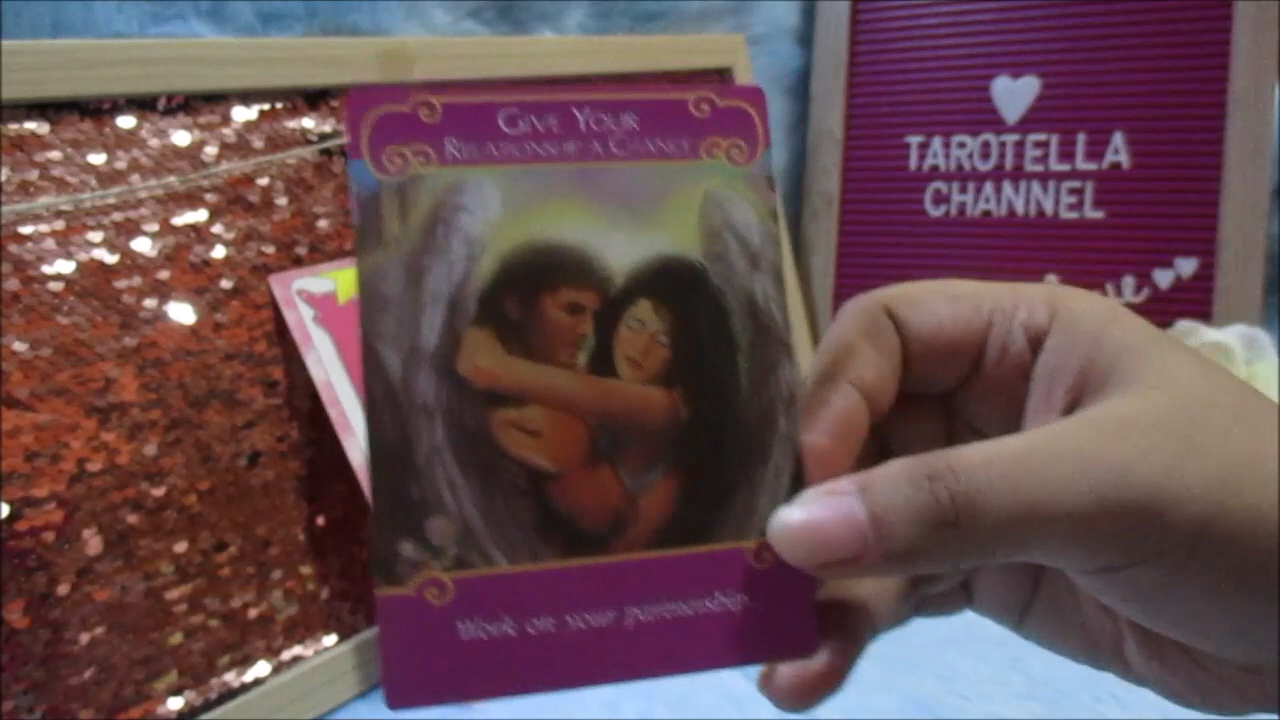 GIVE YOUR
RELATIONSHIP A CHANCE
Work on your partnership.
TAROTELLA
CHANNEL